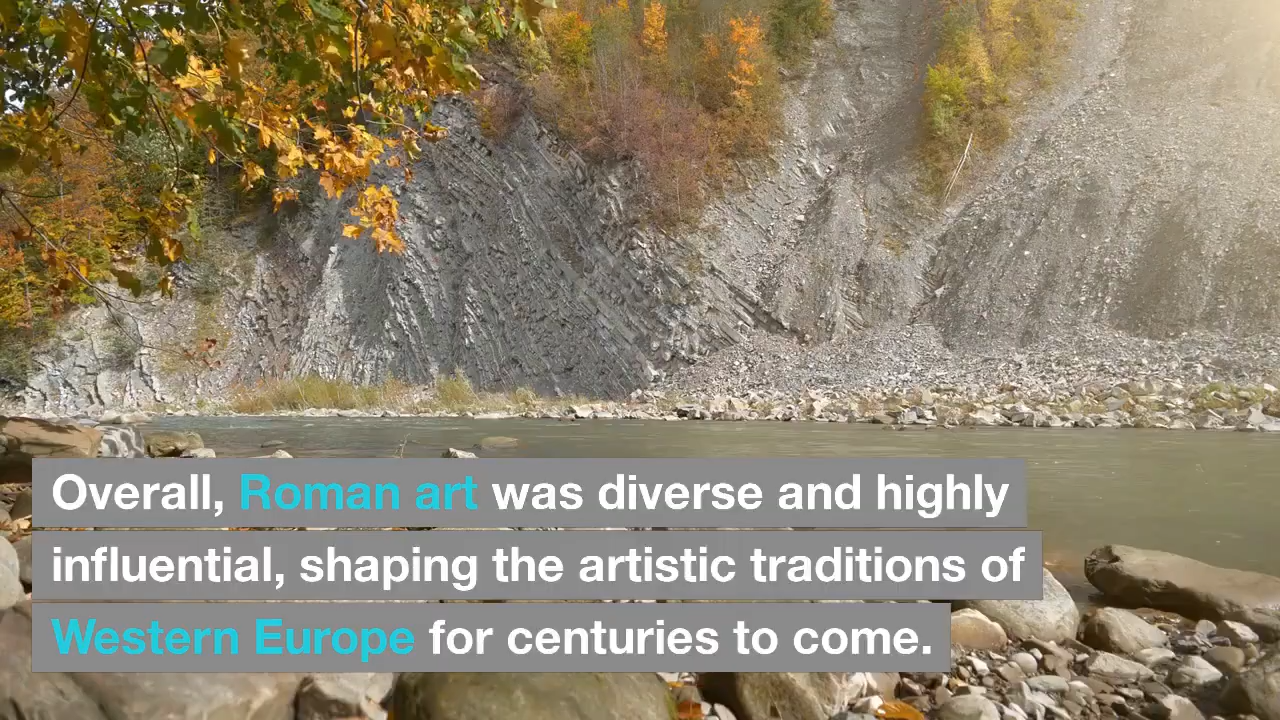 Overall, Roman art was diverse and highly
influential, shaping the artistic traditions of
Western Europe for centuries to come.